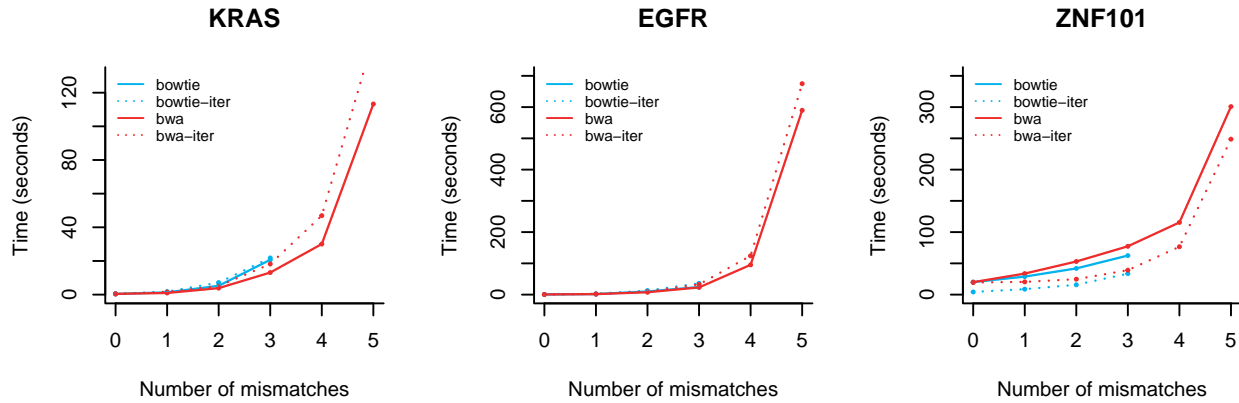 KRAS
Time (seconds)
120
80
40
0
bowtie
bowtie-iter
bwa
bwa-iter
0 1 2 3 4 5
Number of mismatches
EGFR
Time (seconds)
600
400
200
0
bowtie
bowtie-iter
bwa
bwa-iter
0 1 2 3 4 5
Number of mismatches
ZNF101
Time (seconds)
300
200
100
0
bowtie
bowtie-iter
bwa
bwa-iter
0 1 2 3 4 5
Number of mismatches